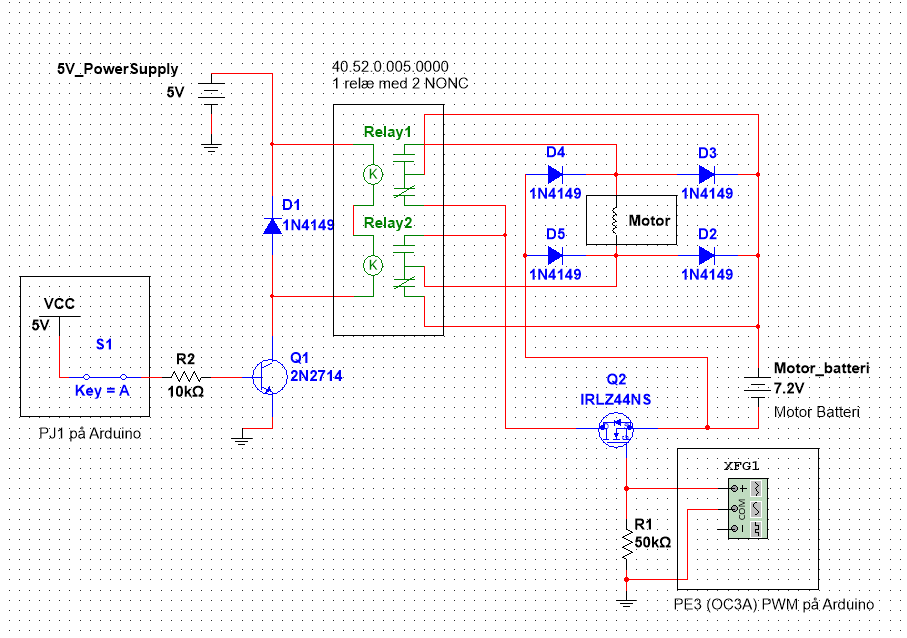 40.52.0.005.0000
1 relæ med 2 NONC
5V_PowerSupply
5V
Relay1
K
D4
1N4149
D3
1N4149
D1
1N4149
Relay2
K
Motor
D5
1N4149
D2
1N4149
VCC
5V
S1
Key = A
R2
10kΩ
Q1
2N2714
PJ1 på Arduino
Q2
IRLZ44NS
Motor_batteri
7.2V
Motor Batteri
XFG1
COM
R1
50kΩ
PE3 (OC3A) PWM på Arduino